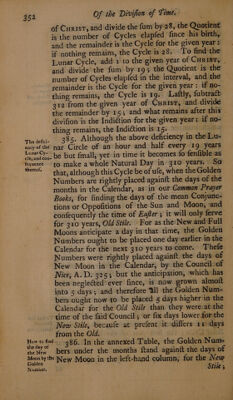 352
Of the Division of Time.
of CHRIST, and divide the sum by 28, the Quotient
is the number of Cycles elapsed since his birth,
and the remainder is the Cycle for the given year:
if nothing remains, the Cycle is 28. To find the
Lunar Cycle, add 1 to the given year of CHRIST,
and divide the sum by 19; the Quotient is the
number of Cycles elapsed in the interval, and the
remainder is the Cycle for the given year: if no-
thing remains, the Cycle is 19. Lastly, subtract
312 from the given year of CHRIST, and divide
the remainder by 15; and what remains after this
division is the Indiction for the given year: if no-
thing remains, the Indiction is 15.
385. Although the above deficiency in the Lu-
nar Circle of an hour and half every 19 years
be but small, yet in time it becomes so sensible as
to make a whole Natural Day in 310 years. So
that, although this Cycle be of use, when the Golden
Numbers are rightly placed against the days of the
months in the Calendar, as in our Common Prayer
Books, for finding the days of the mean Conjunc-
tions or Oppositions of the Sun and Moon, and
consequently the time of Easter; it will only serve
for 310 years, Old Stile. For as the New and Full
Moons anticipate a day in that time, the Golden
Numbers ought to be placed one day earlier in the
Calendar for the next 310 years to come. These
Numbers were rightly placed against the days of
New Moon in the Calendar, by the Council of
Nice, A. D. 325; but the anticipation, which has
been neglected ever since, is now grown almost
into 5 days; and therefore all the Golden Num-
bers ought now to be placed 5 days higher in the
Calendar for the Old Stile than they were at the
time of the said Council; or six days lower for the
New Stile, because at present it differs 11 days
from the Old.
386. In the annexed Table, the Golden Num-
bers under the months stand against the days of
New Moon in the left-hand column, for the New
Stile;
The defici-
ency of the
Lunar Cy-
cle, and con-
sequence
thereof.
How to find
the day of
the New
Moon by the
Golden
Number.